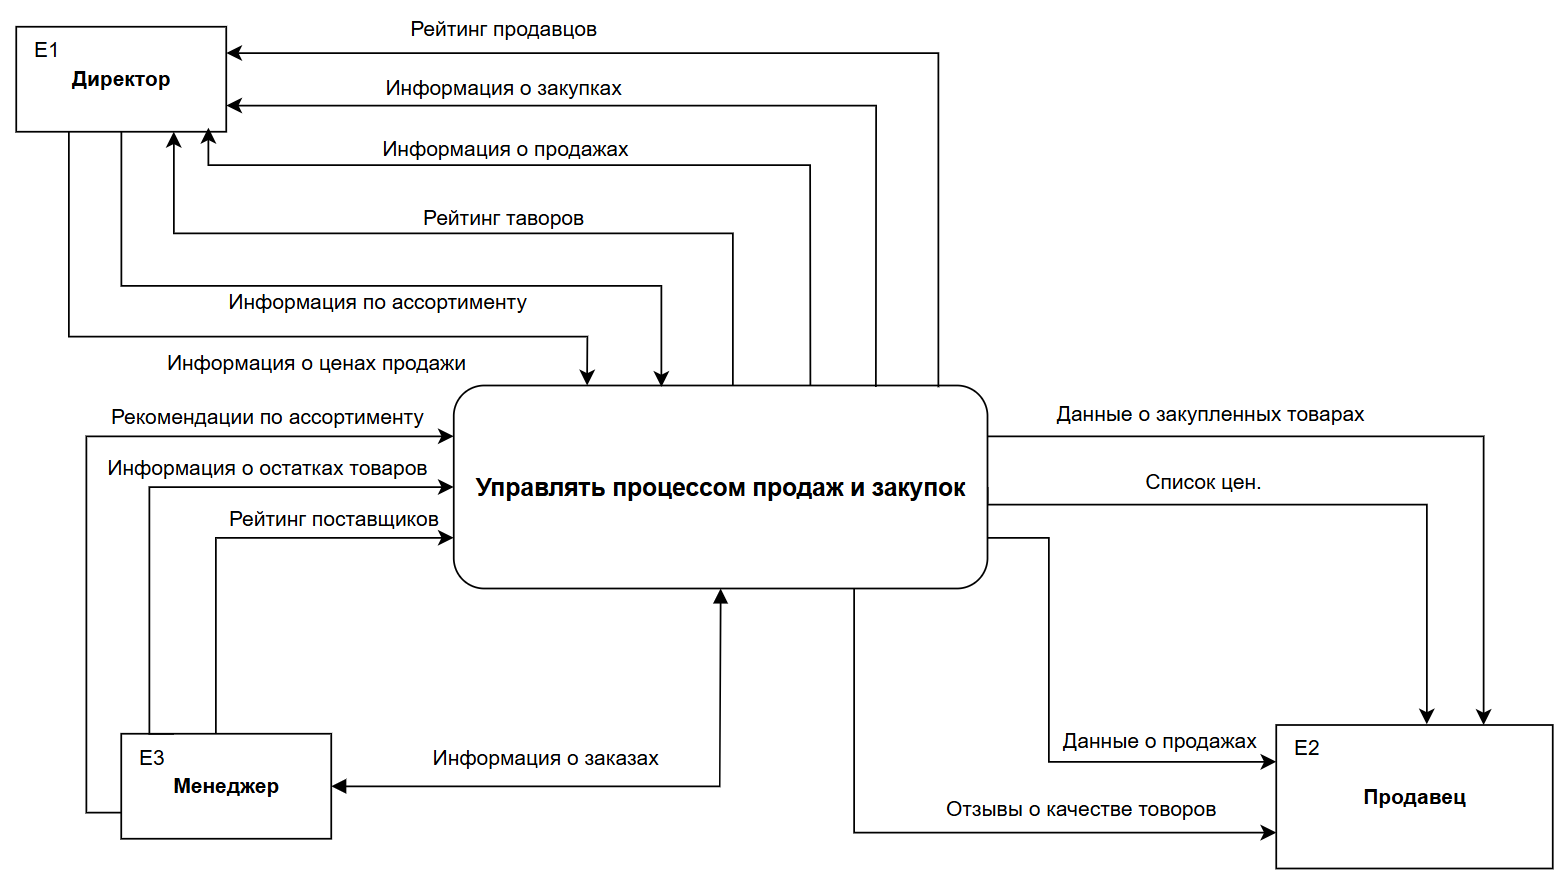 Рейтинг продавцов
E1
Директор
Информация о закупках
Информация о продажах
Рейтинг таворов
Информация по ассортименту
Информация о ценах продажи
Рекомендации по ассортименту
Данные о закупленных товарах
Информация о остатках товаров
Список цен.
Управлять процессом продаж и закупок
Рейтинг поставщиков
Данные о продажах
E2
E3
Информация о заказах
Менеджер
Продавец
Отзывы о качестве товоров